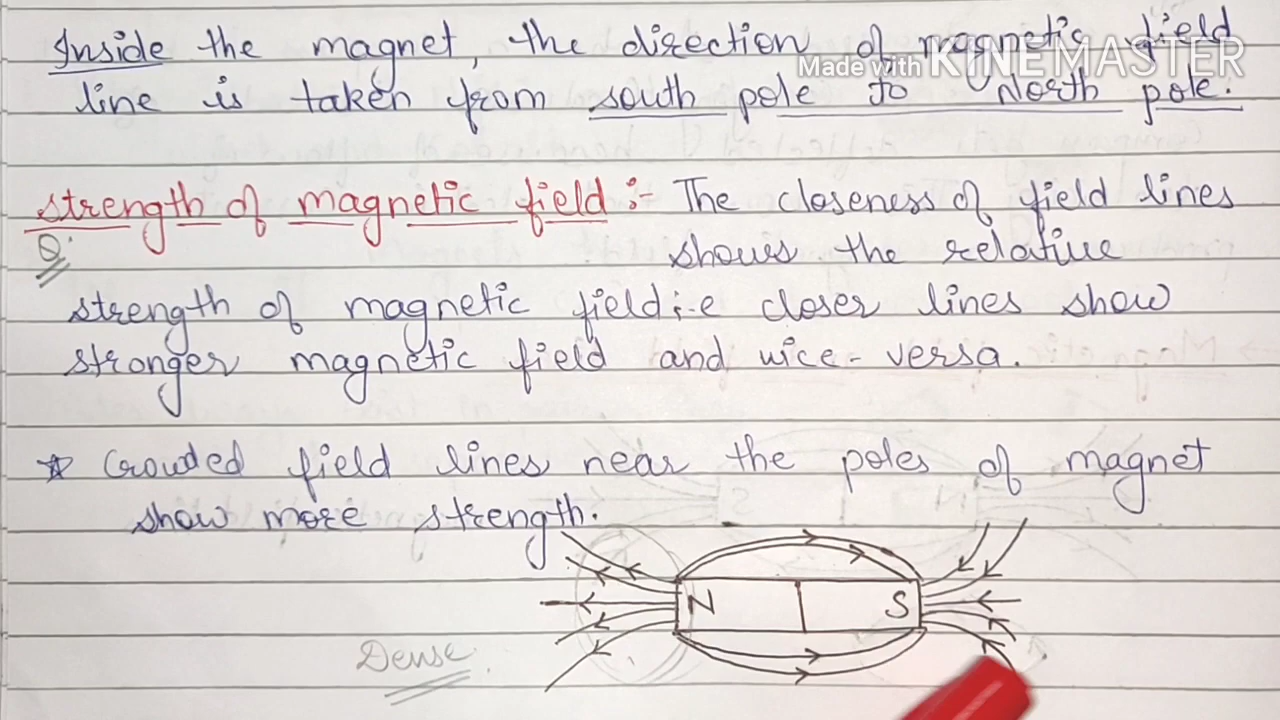 Inside the magnet, the direction of magnetic field
Made with KINEMASTER
line is taken from south pole to North pole.
strength of magnetic field :- The closeness of field lines
Q.
shows the relative
strength of magnetic field i.e closer lines show
stronger magnetic field and vice-versa.
☆ Crowded field lines near the poles of magnet
show more strength.
N S
Dense